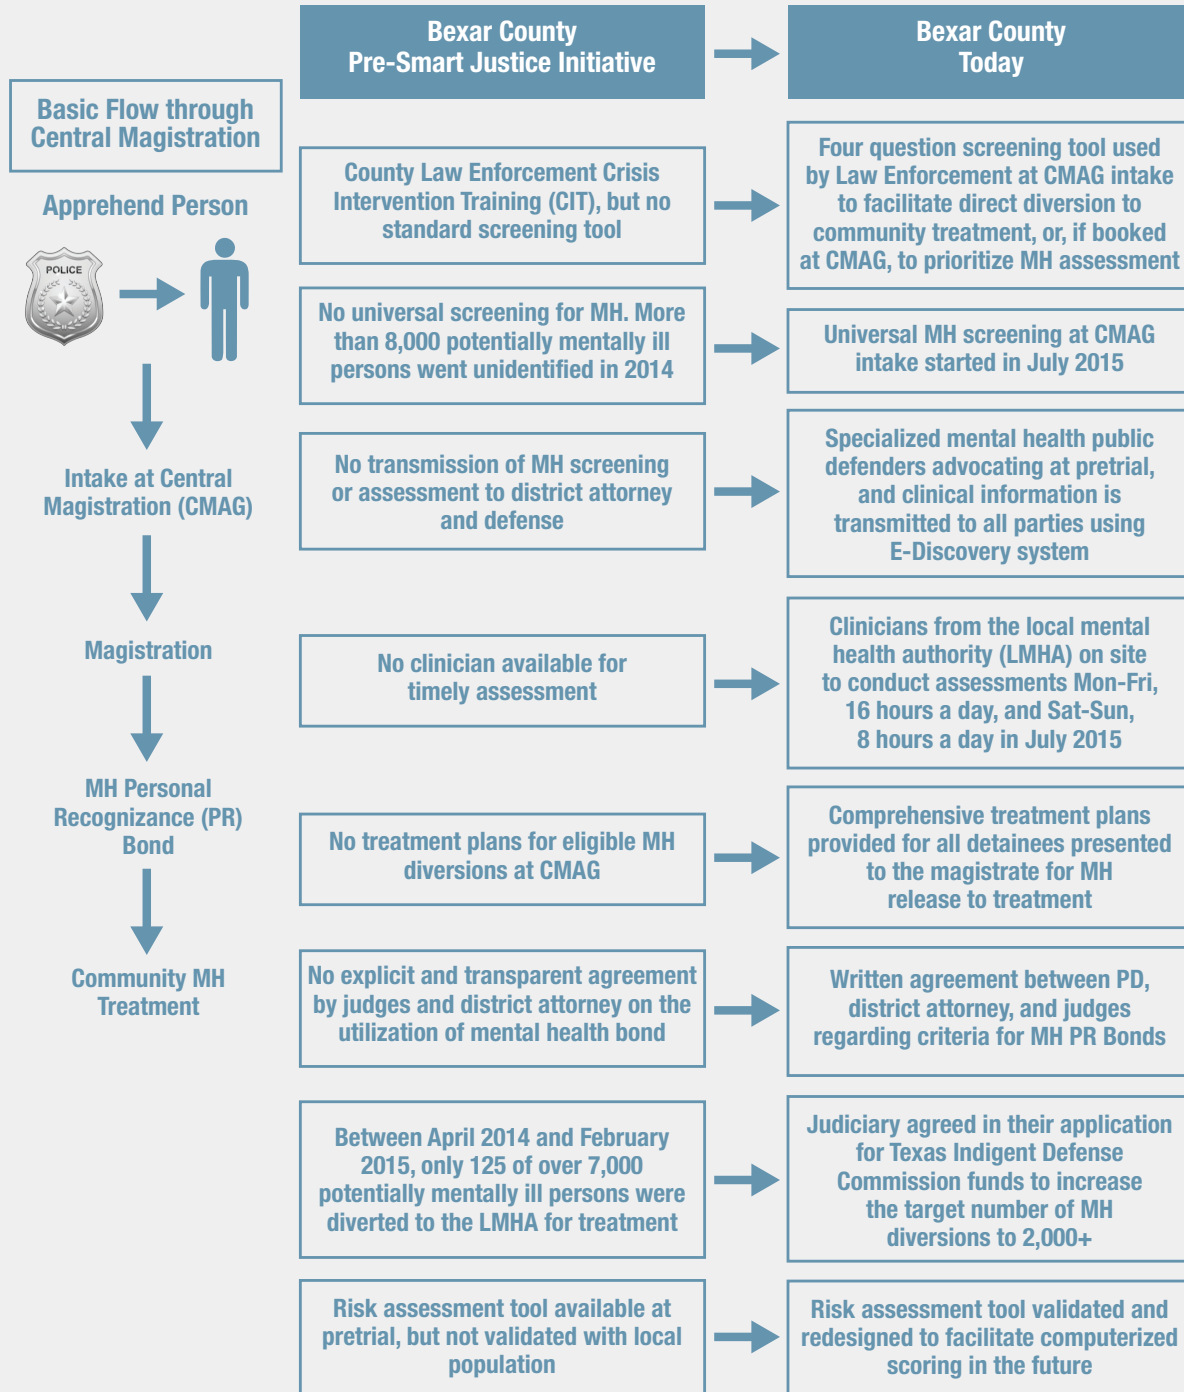 Bexar County
Pre-Smart Justice Initiative
Bexar County
Today
Basic Flow through
Central Magistration
Apprehend Person
POLICE
Intake at Central
Magistration (CMAG)
Magistration
MH Personal
Recognizance (PR)
Bond
Community MH
Treatment
County Law Enforcement Crisis
Intervention Training (CIT), but no
standard screening tool
Four question screening tool used
by Law Enforcement at CMAG intake
to facilitate direct diversion to
community treatment, or, if booked
at CMAG, to prioritize MH assessment
No universal screening for MH. More
than 8,000 potentially mentally ill
persons went unidentified in 2014
Universal MH screening at CMAG
intake started in July 2015
No transmission of MH screening
or assessment to district attorney
and defense
Specialized mental health public
defenders advocating at pretrial,
and clinical information is
transmitted to all parties using
E-Discovery system
No clinician available for
timely assessment
Clinicians from the local mental
health authority (LMHA) on site
to conduct assessments Mon-Fri,
16 hours a day, and Sat-Sun,
8 hours a day in July 2015
No treatment plans for eligible MH
diversions at CMAG
Comprehensive treatment plans
provided for all detainees presented
to the magistrate for MH
release to treatment
No explicit and transparent agreement
by judges and district attorney on the
utilization of mental health bond
Written agreement between PD,
district attorney, and judges
regarding criteria for MH PR Bonds
Between April 2014 and February
2015, only 125 of over 7,000
potentially mentally ill persons were
diverted to the LMHA for treatment
Judiciary agreed in their application
for Texas Indigent Defense
Commission funds to increase
the target number of MH
diversions to 2,000+
Risk assessment tool available at
pretrial, but not validated with local
population
Risk assessment tool validated and
redesigned to facilitate computerized
scoring in the future